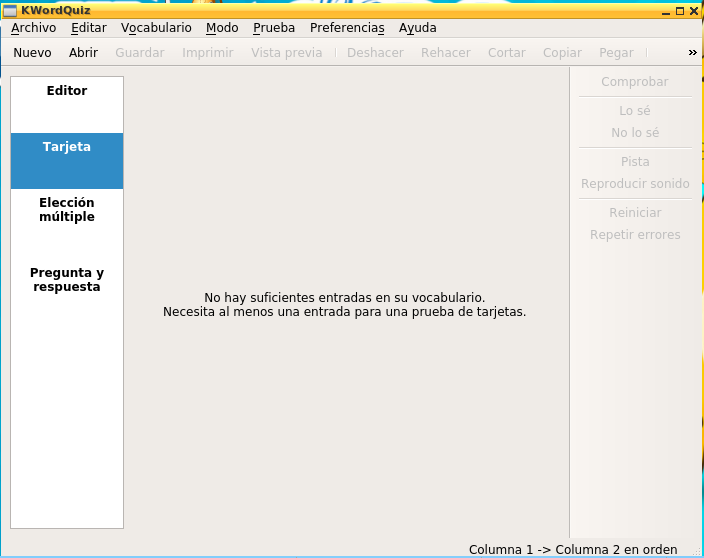 KWordQuiz
Archivo Editar Vocabulario Modo Prueba Preferencias Ayuda
Nuevo Abrir Guardar Imprimir Vista previa Deshacer Rehacer Cortar Copiar Pegar »
Editor
Tarjeta
Elección
múltiple
Pregunta y
respuesta
No hay suficientes entradas en su vocabulario.
Necesita al menos una entrada para una prueba de tarjetas.
Comprobar
Lo sé
No lo sé
Pista
Reproducir sonido
Reiniciar
Repetir errores
Columna 1 -> Columna 2 en orden